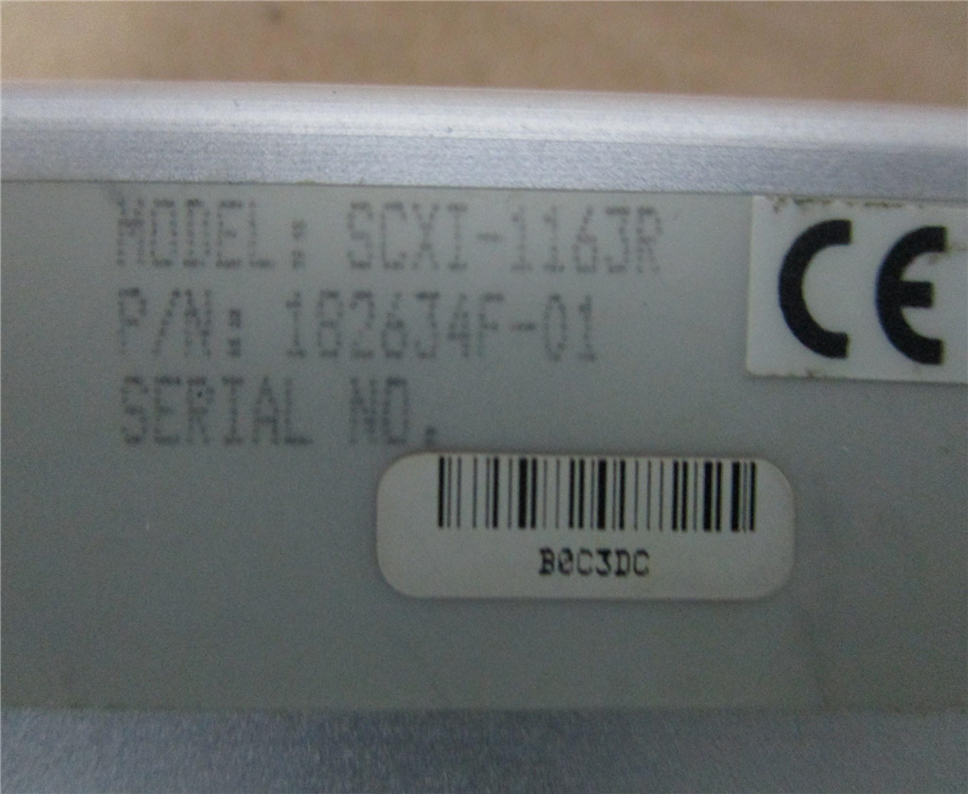 MODEL: SCXI-1163R
P/N: 182634F-01
SERIAL NO.
B0C3DC
CE